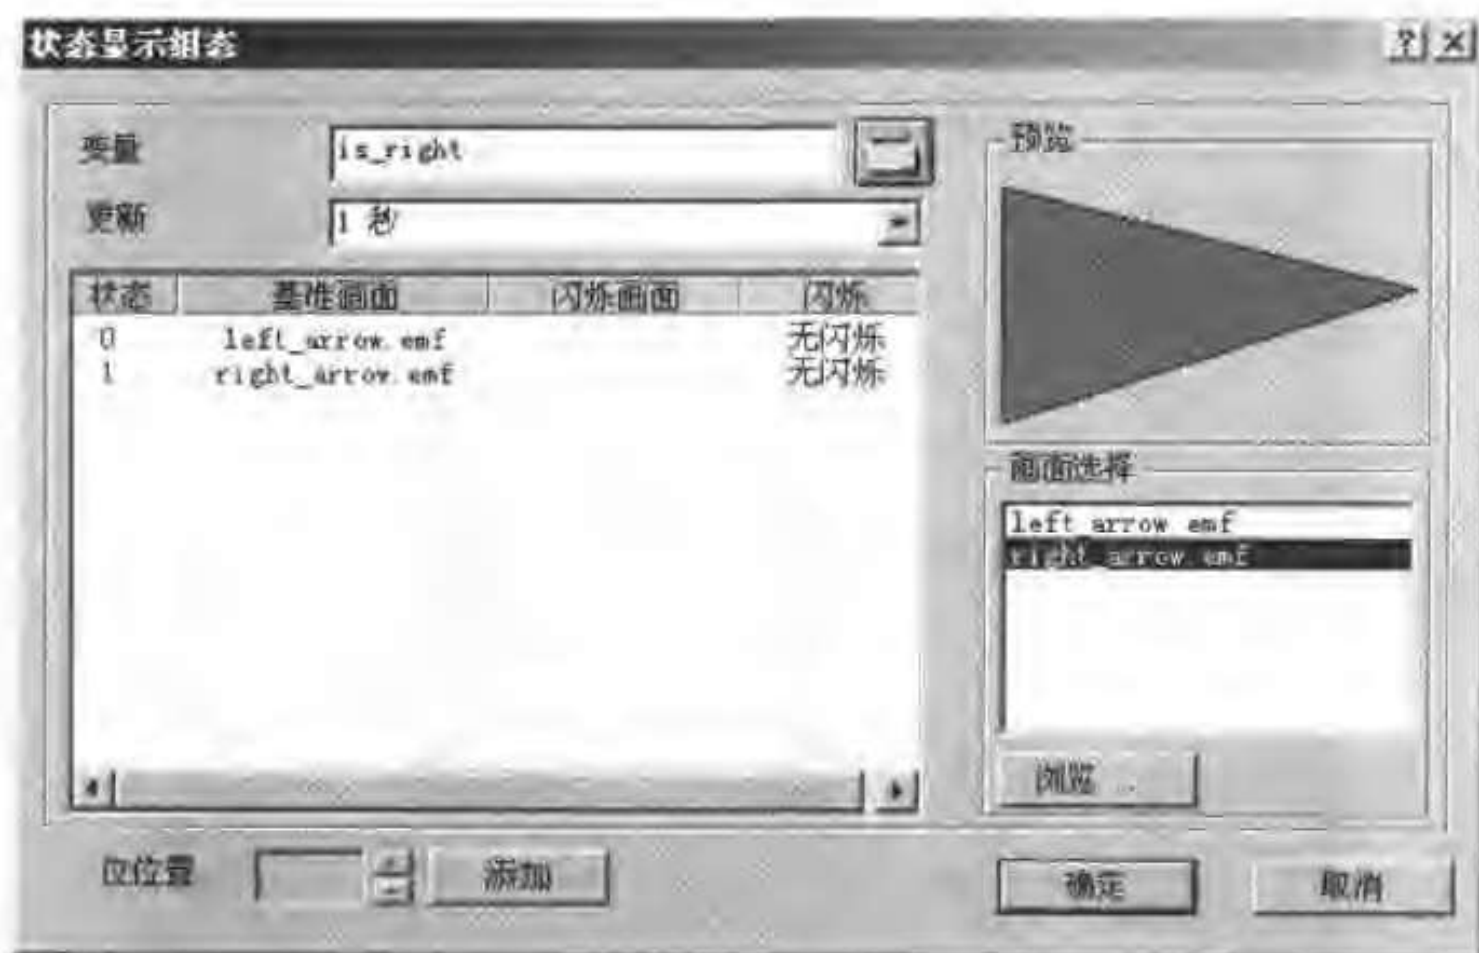 状态显示组态
变量 is_right
更新 1 秒
状态 基准画面 闪烁画面 闪烁
0 left_arrow.emf 无闪烁
1 right_arrow.emf 无闪烁
预览
画面选择
left_arrow.emf
right_arrow.emf
浏览...
仅位置 添加 确定 取消